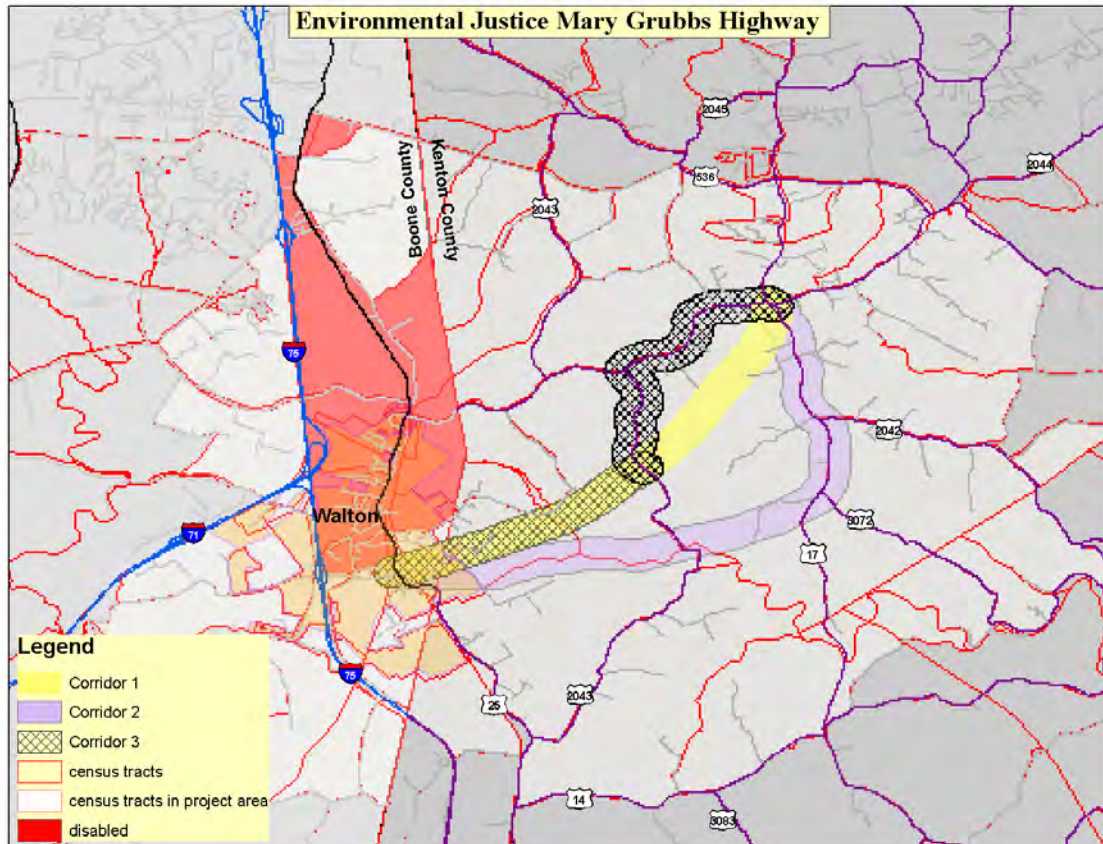 Environmental Justice Mary Grubbs Highway
2045
2044
536
Boone County
Kenton County
2043
75
2042
Walton
71
3072
17
75
25
2043
14
3083
Legend
Corridor 1
Corridor 2
Corridor 3
census tracts
census tracts in project area
disabled